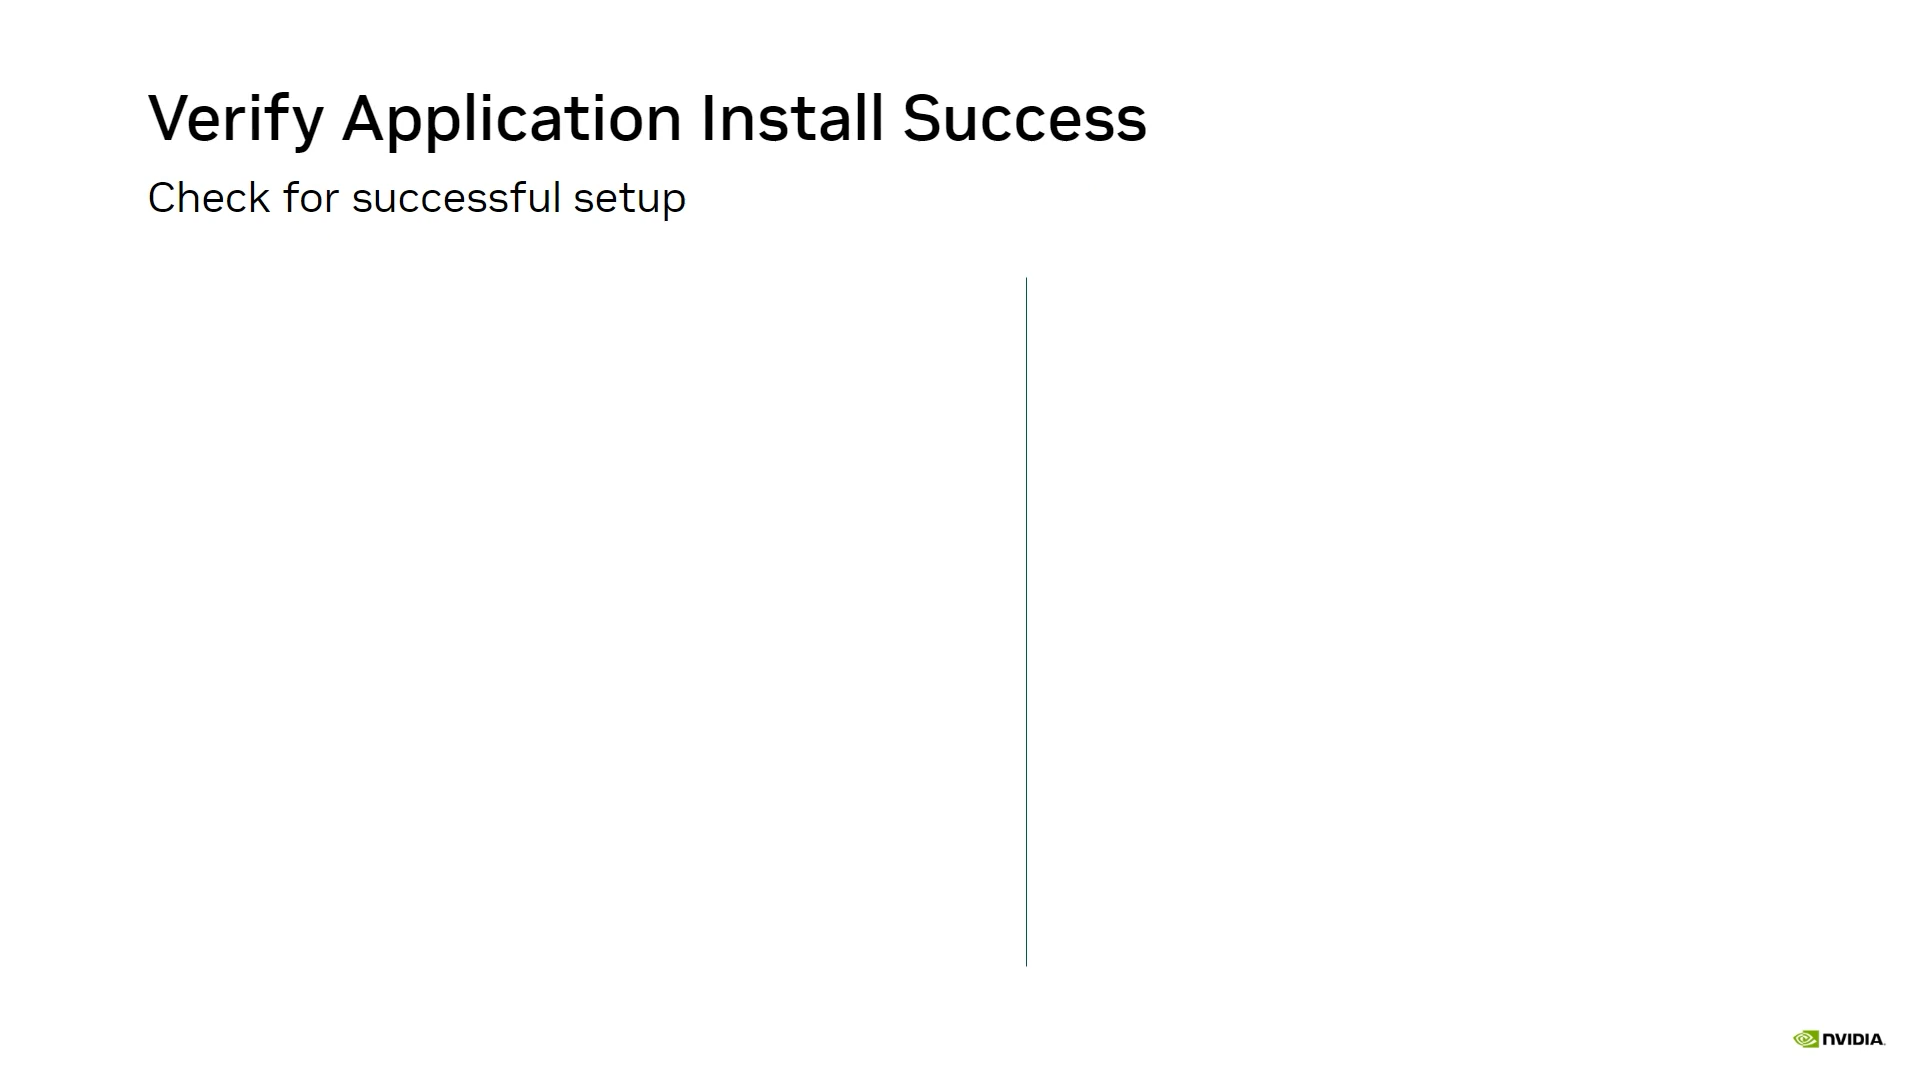 Verify Application Install Success
Check for successful setup
NVIDIA.